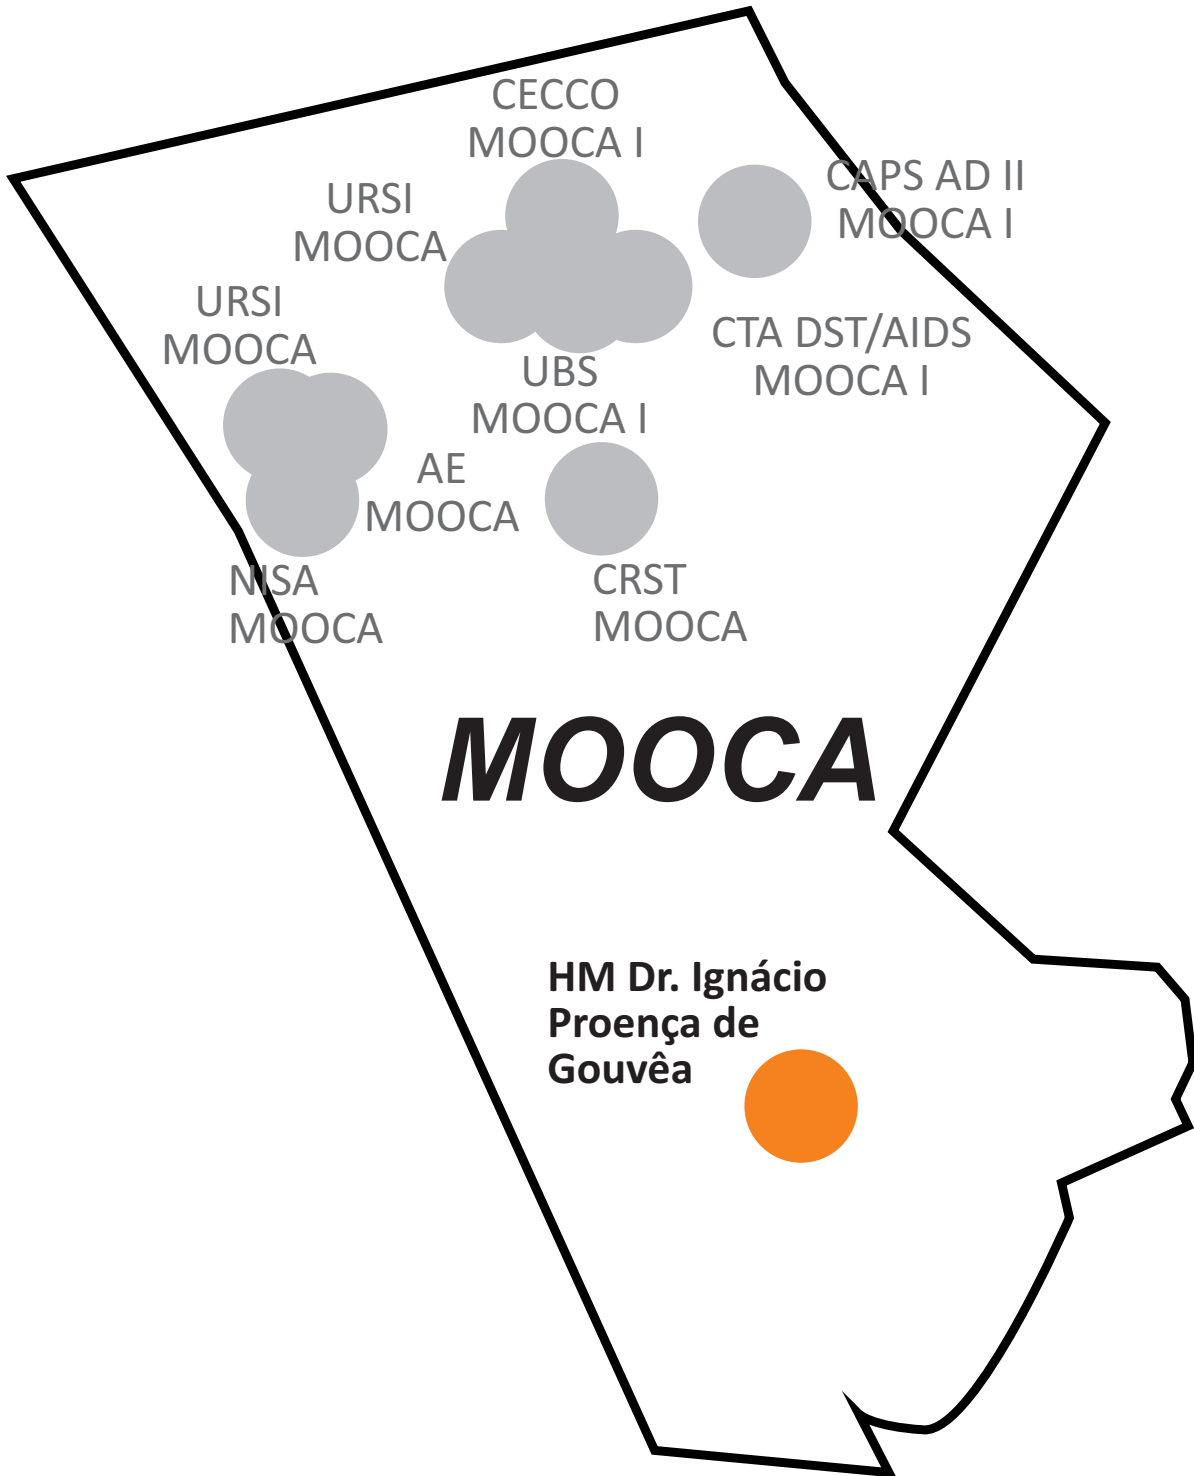 CECCO
MOOCA I
CAPS AD II
MOOCA I
URSI
MOOCA
URSI
MOOCA
CTA DST/AIDS
MOOCA I
UBS
MOOCA I
AE
MOOCA
NISA
MOOCA
CRST
MOOCA
MOOCA
HM Dr. Ignácio
Proença de
Gouvêa